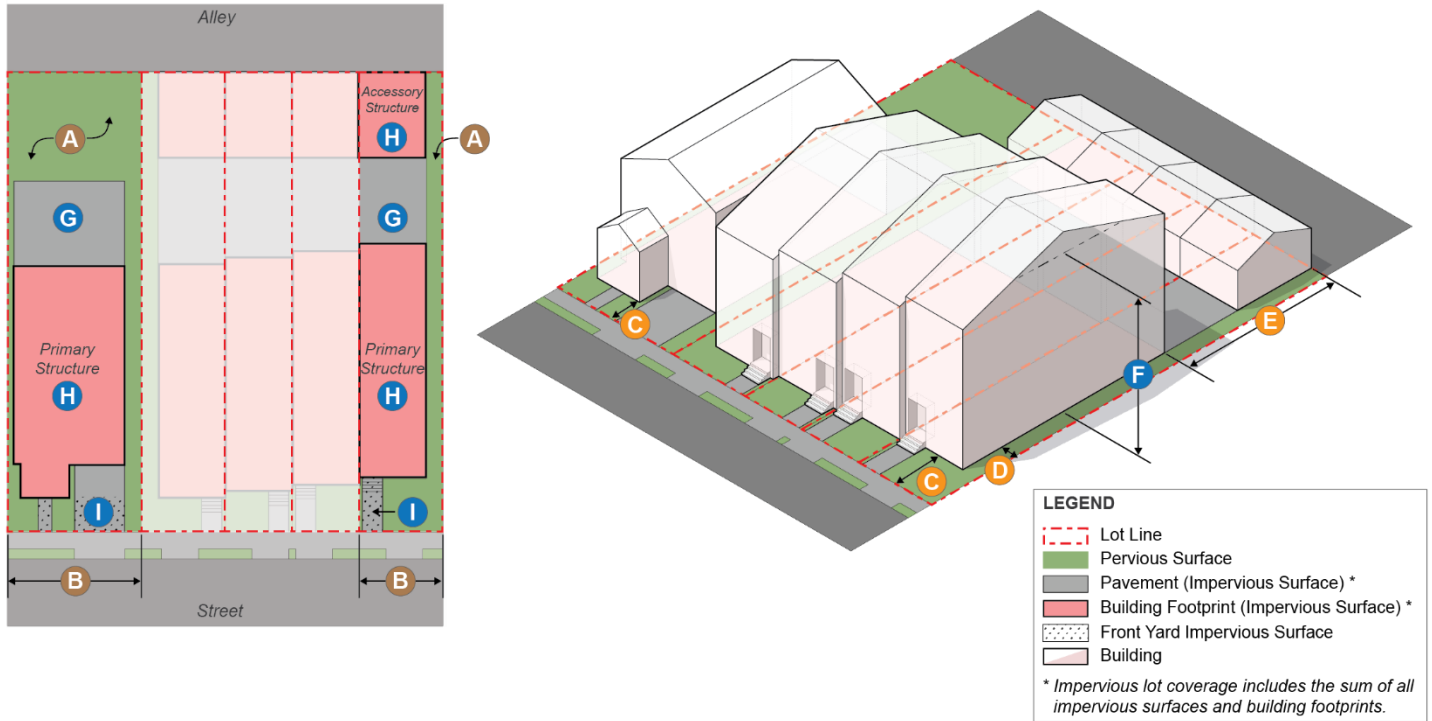 Alley
A
Accessory
Structure
H
A
G
G
Primary
Structure
H
Primary
Structure
H
I
I
B
B
Street
C
C
D
E
F
LEGEND
Lot Line
Pervious Surface
Pavement (Impervious Surface) *
Building Footprint (Impervious Surface) *
Front Yard Impervious Surface
Building
* Impervious lot coverage includes the sum of all
impervious surfaces and building footprints.